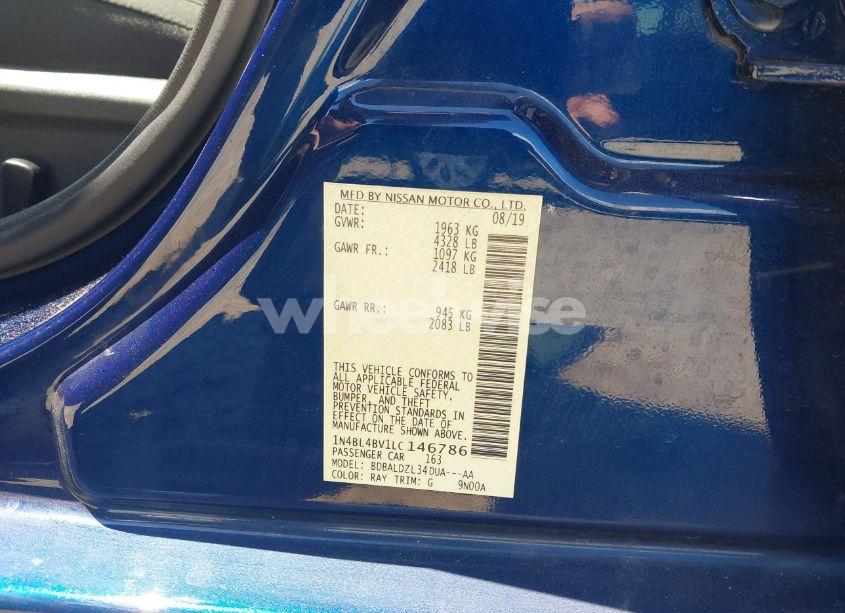 MFD BY NISSAN MOTOR CO., LTD.
DATE: 08/19
GVWR: 1963 KG
4328 LB
GAWR FR.: 1097 KG
2418 LB
GAWR RR.: 945 KG
2083 LB
THIS VEHICLE CONFORMS TO
ALL APPLICABLE FEDERAL
MOTOR VEHICLE SAFETY,
BUMPER, AND THEFT
PREVENTION STANDARDS IN
EFFECT ON THE DATE OF
MANUFACTURE SHOWN ABOVE.
1N4BL4BV1LC146786
PASSENGER CAR 163
MODEL: BDBALDZL34DUA---AA
COLOR: RAY TRIM: G 9N00A
wheelwise